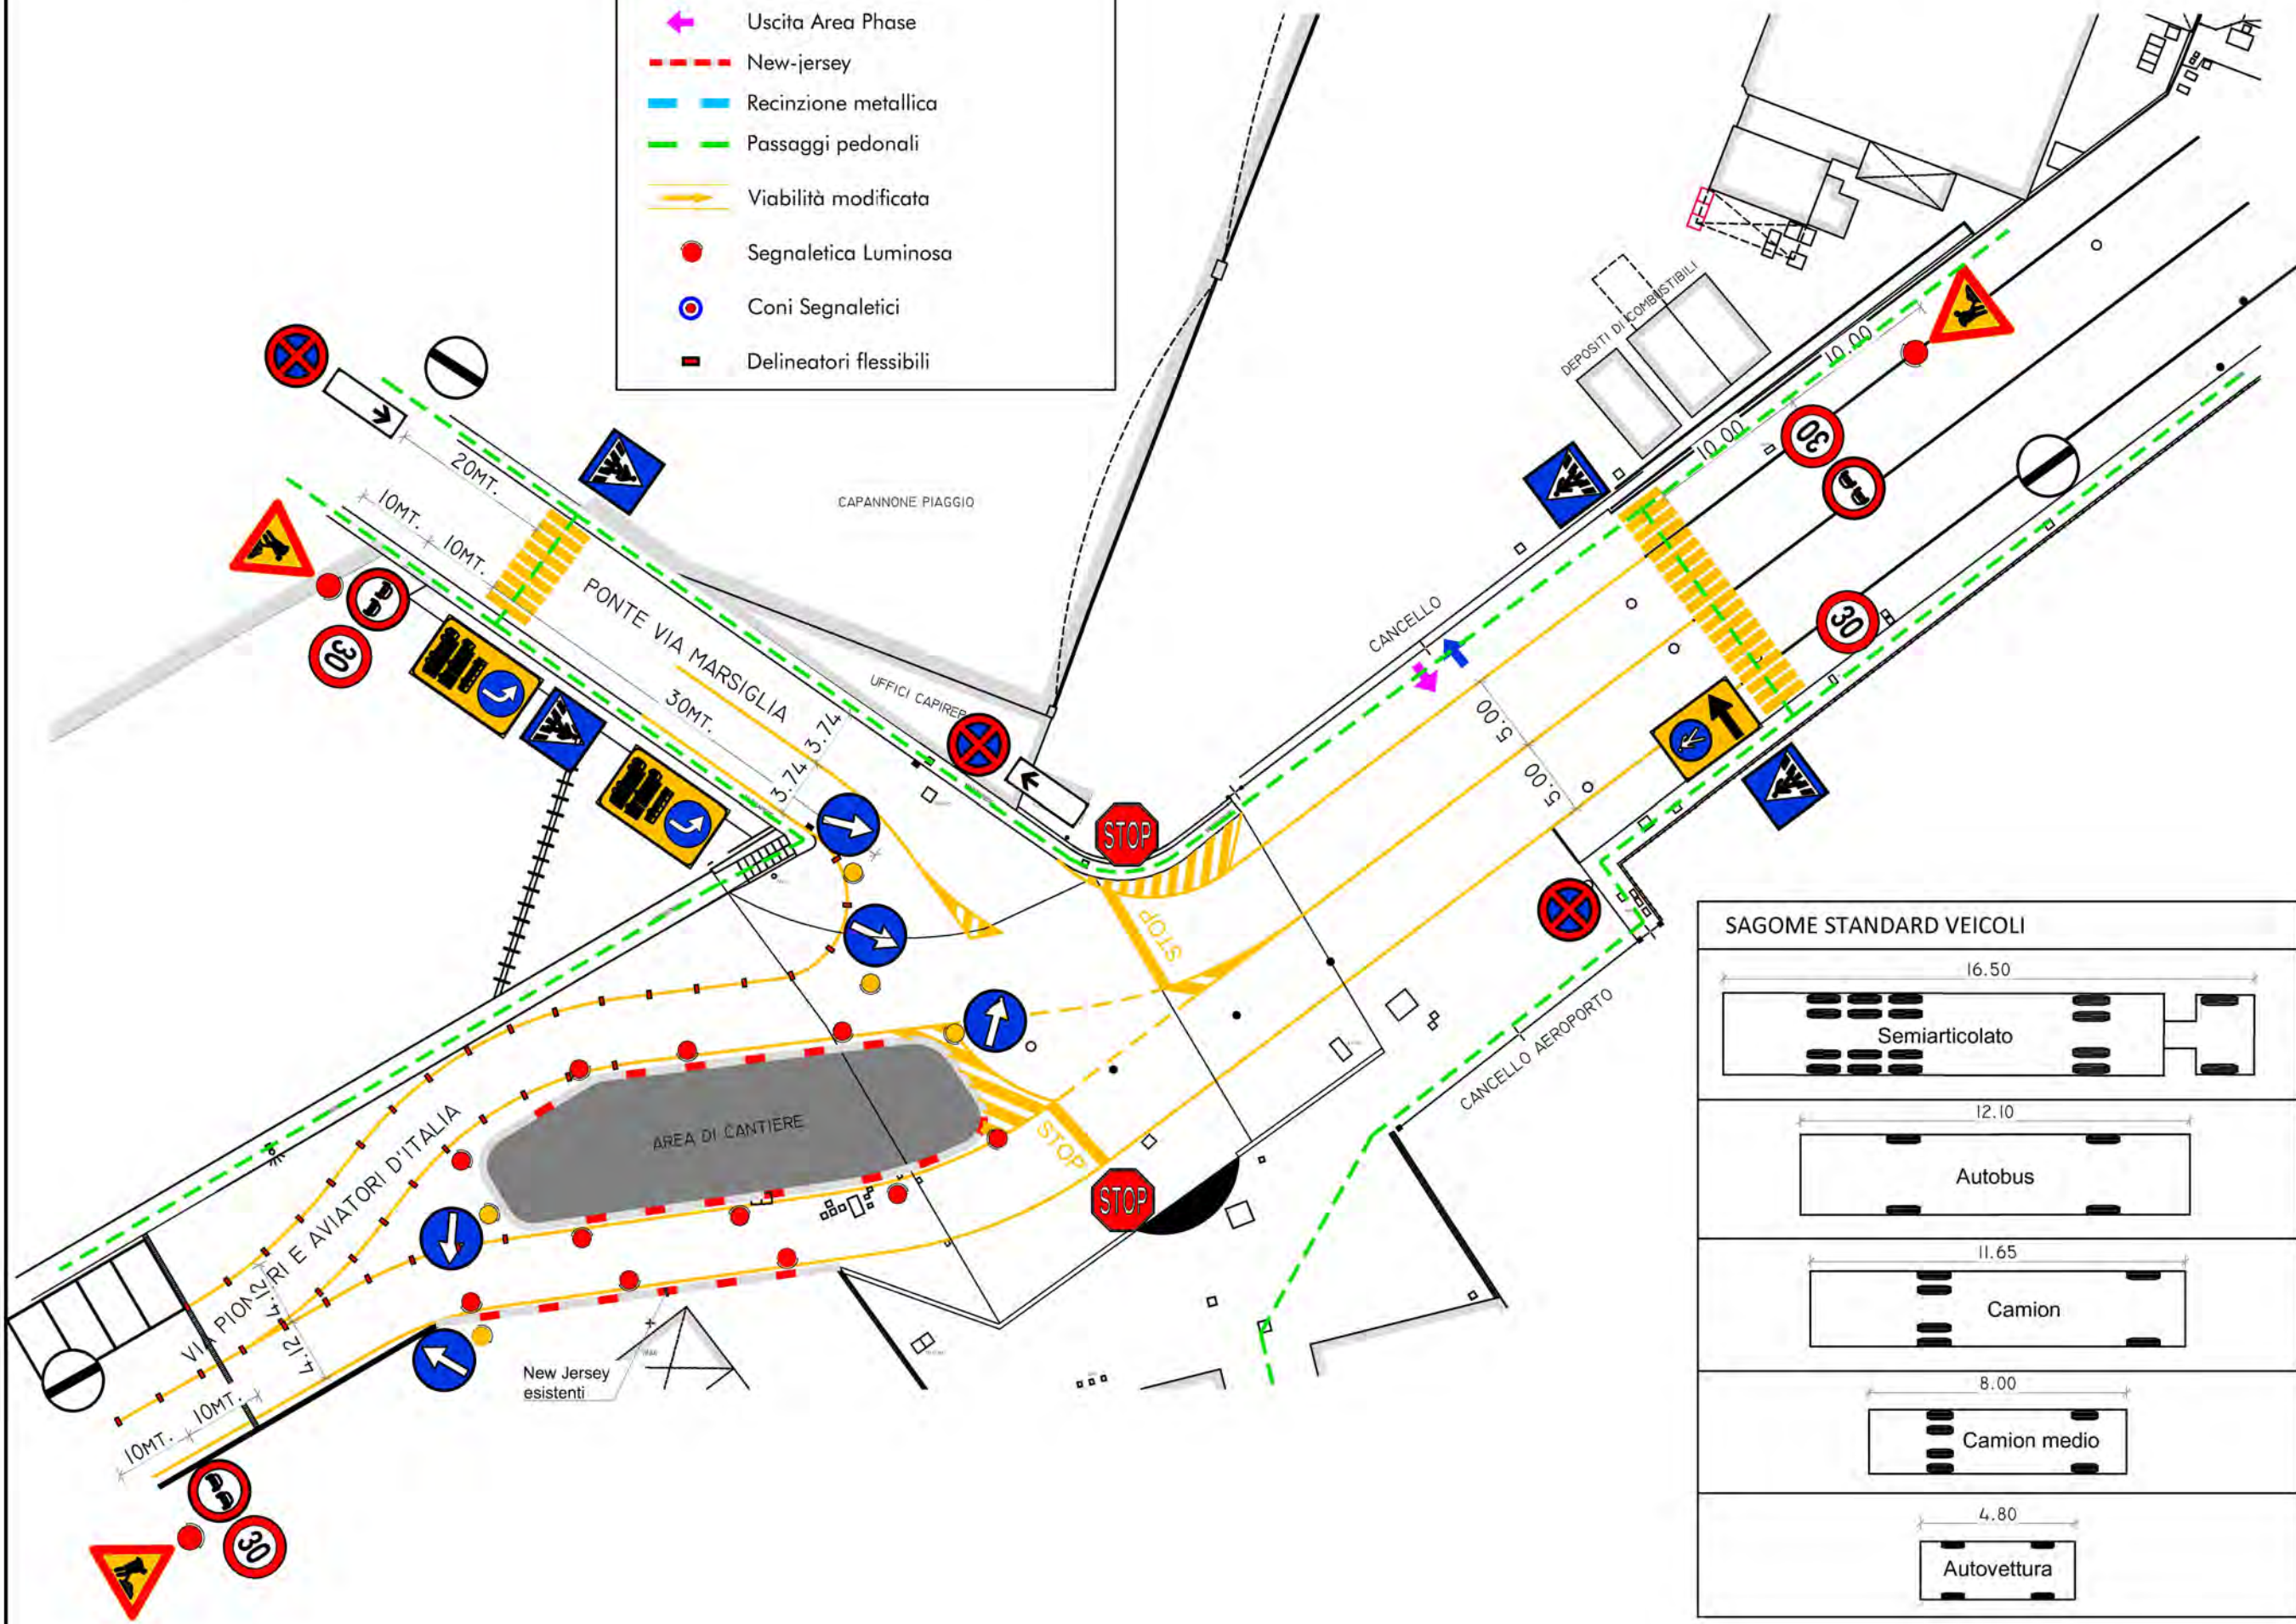 Uscita Area Phase
New-jersey
Recinzione metallica
Passaggi pedonali
Viabilità modificata
Segnaletica Luminosa
Coni Segnaletici
Delineatori flessibili
DEPOSITI DI COMBUSTIBILI
10.00
10.00
30
30
20MT.
10MT.
10MT.
CAPANNONE PIAGGIO
PONTE VIA MARSIGLIA
30MT.
3.74
3.74
UFFICI CAPIREP
30
CANCELLO
5.00
5.00
STOP
STOP
STOP
STOP
CANCELLO AEROPORTO
AREA DI CANTIERE
VIA PIONIERI E AVIATORI D'ITALIA
4.12
4.12
10MT.
10MT.
30
New Jersey
esistenti
SAGOME STANDARD VEICOLI
16.50
Semiarticolato
12.10
Autobus
11.65
Camion
8.00
Camion medio
4.80
Autovettura